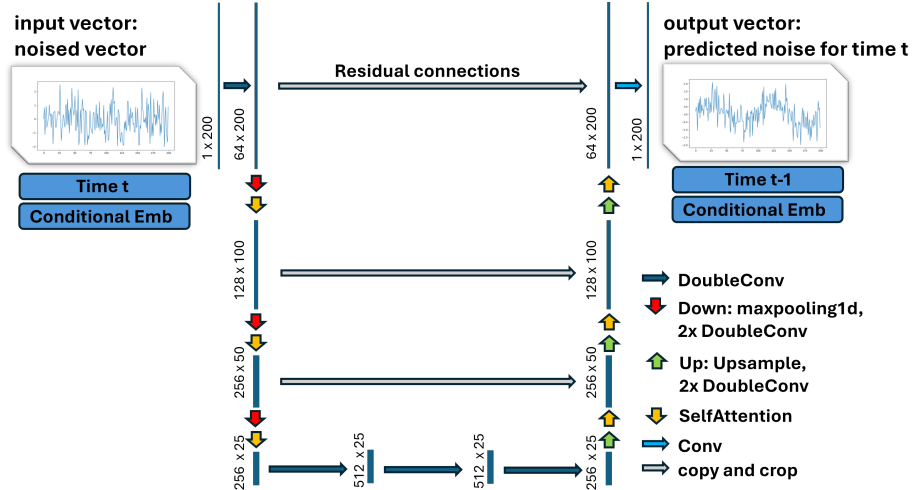 input vector:
noised vector
Time t
Conditional Emb
1 x 200
64 x 200
Residual connections
64 x 200
1 x 200
output vector:
predicted noise for time t
Time t-1
Conditional Emb
128 x 100
128 x 100
256 x 50
256 x 50
256 x 25
512 x 25
512 x 25
256 x 25
DoubleConv
Down: maxpooling1d,
2x DoubleConv
Up: Upsample,
2x DoubleConv
SelfAttention
Conv
copy and crop